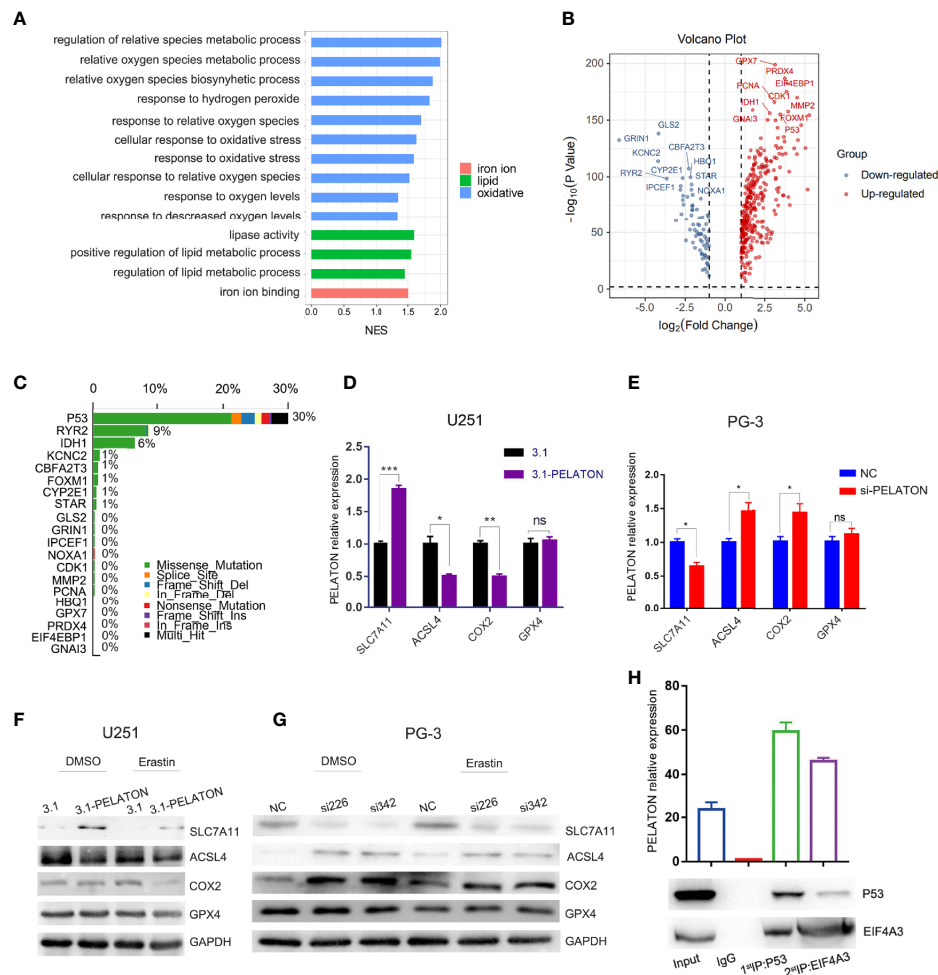 A
regulation of relative species metabolic process
relative oxygen species metabolic process
relative oxygen species biosynyhetic process
response to hydrogen peroxide
response to relative oxygen species
cellular response to oxidative stress
response to oxidative stress
cellular response to relative oxygen species
response to oxygen levels
response to descreased oxygen levels
lipase activity
positive regulation of lipid metabolic process
regulation of lipid metabolic process
iron ion binding
0.0 0.5 1.0 1.5 2.0
NES
iron ion
lipid
oxidative
B
Volcano Plot
200
150
100
50
0
-log10(P Value)
GPX7
PRDX4
EIF4EBP1
PCNA
CDK1
IDH1
MMP2
GNAI3
FOXM1
P53
GLS2
GRIN1
CBFA2T3
KCNC2
HBQ1
CYP2E1
RYR2
STAR
IPCEF1
NOXA1
-5.0 -2.5 0.0 2.5 5.0
log2(Fold Change)
Group
Down-regulated
Up-regulated
C
0 10% 20% 30%
P53 30%
RYR2 9%
IDH1 6%
KCNC2 1%
CBFA2T3 1%
FOXM1 1%
CYP2E1 1%
STAR 1%
GLS2 0%
GRIN1 0%
IPCEF1 0%
NOXA1 0%
CDK1 0%
MMP2 0%
PCNA 0%
HBQ1 0%
GPX7 0%
PRDX4 0%
EIF4EBP1 0%
GNAI3 0%
Missense_Mutation
Splice_Site
Frame_Shift_Del
In_Frame_Del
Nonsense_Mutation
Frame_Shift_Ins
In_Frame_Ins
Multi_Hit
D
U251
PELATON relative expression
2.0
1.5
1.0
0.5
0.0
*** * ** ns
3.1
3.1-PELATON
SLC7A11 ACSL4 COX2 GPX4
E
PG-3
PELATON relative expression
2.0
1.5
1.0
0.5
0.0
* * * ns
NC
si-PELATON
SLC7A11 ACSL4 COX2 GPX4
F
U251
DMSO Erastin
3.1 3.1-PELATON 3.1 3.1-PELATON
SLC7A11
ACSL4
COX2
GPX4
GAPDH
G
PG-3
DMSO Erastin
NC si226 si342 NC si226 si342
SLC7A11
ACSL4
COX2
GPX4
GAPDH
H
PELATON relative expression
80
60
40
20
0
P53
EIF4A3
Input IgG 1stIP:P53 2stIP:EIF4A3